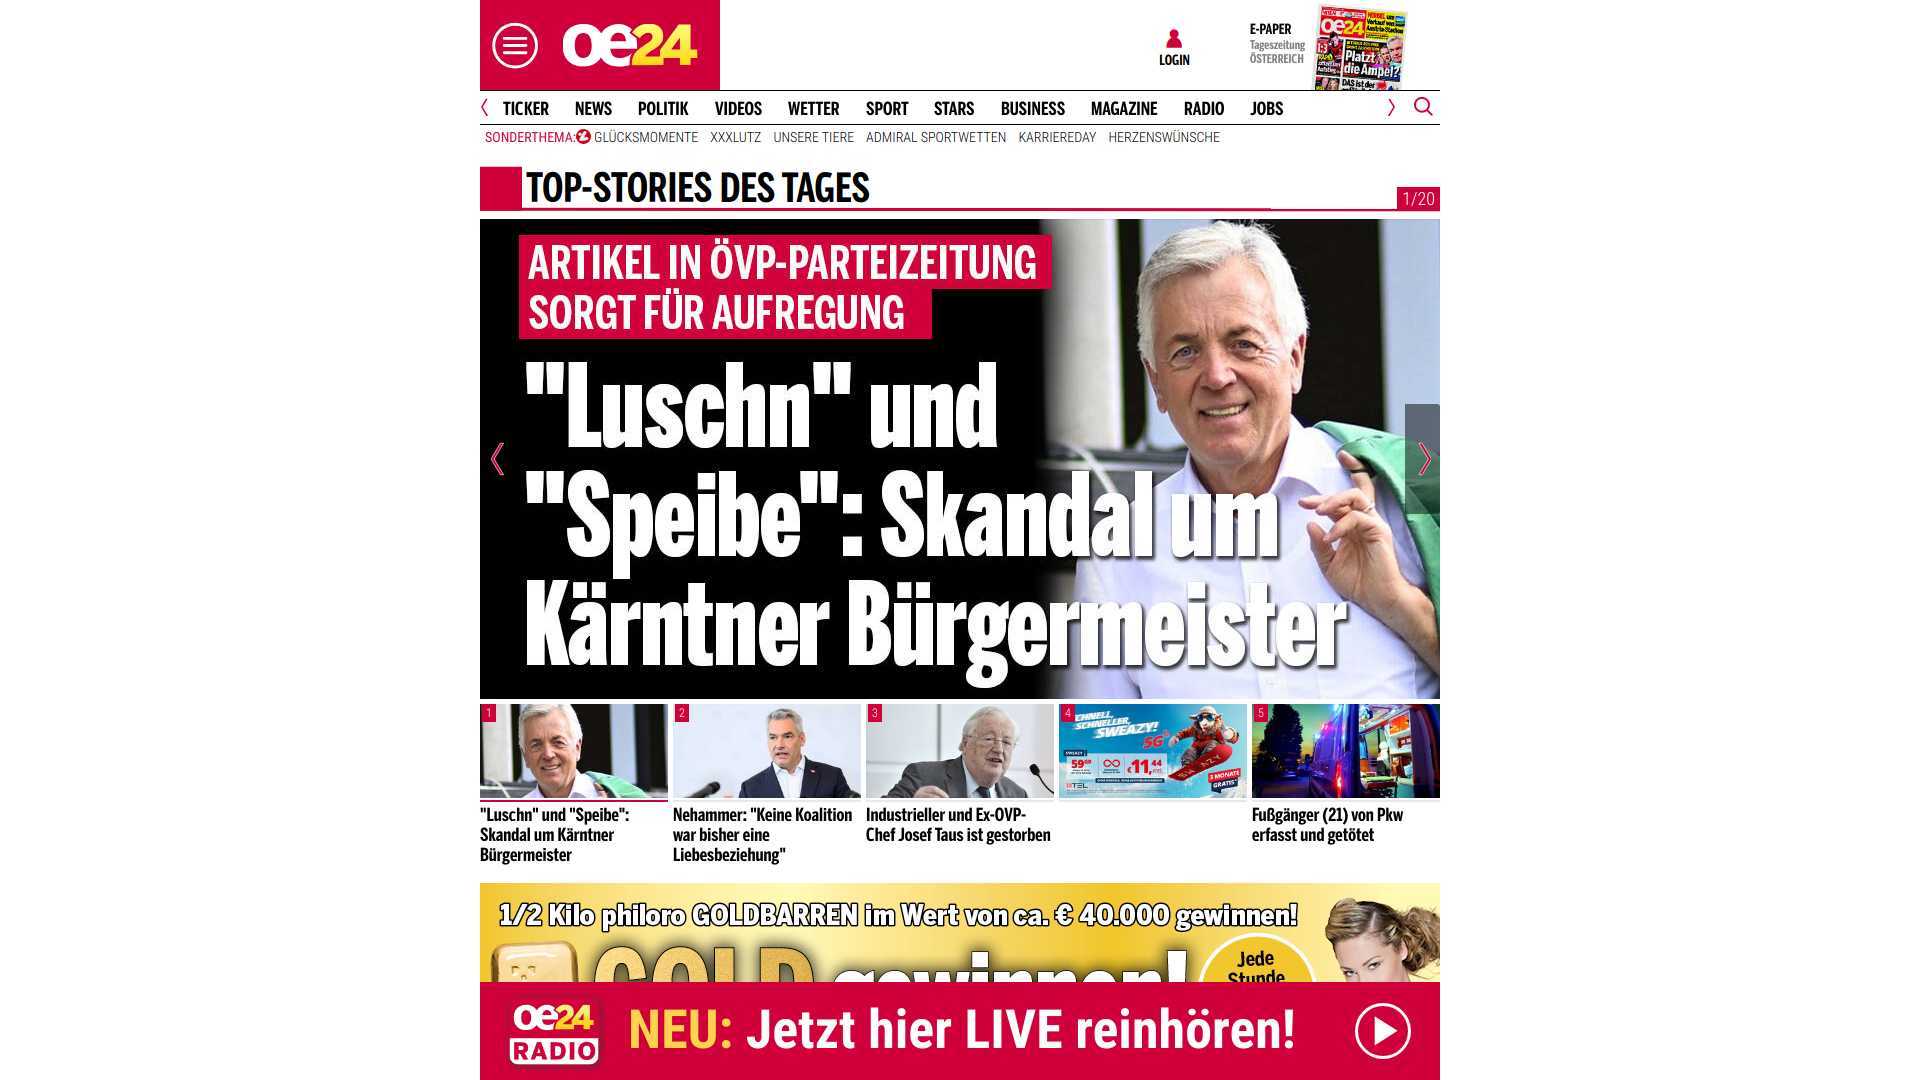 oe24
LOGIN
E-PAPER
Tageszeitung
ÖSTERREICH
oe24
Platzt
die Ampel?
TICKER NEWS POLITIK VIDEOS WETTER SPORT STARS BUSINESS MAGAZINE RADIO JOBS
SONDERTHEMA: GLÜCKSMOMENTE XXXLUTZ UNSERE TIERE ADMIRAL SPORTWETTEN KARRIEREDAY HERZENSWÜNSCHE
TOP-STORIES DES TAGES
1/20
ARTIKEL IN ÖVP-PARTEIZEITUNG
SORGT FÜR AUFREGUNG
"Luschn" und
"Speibe": Skandal um
Kärntner Bürgermeister
1
2
3
4
5
SCHNELL,
SCHNELLER,
SWEAZY!
5G
€11,44
3 MONATE
GRATIS
"Luschn" und "Speibe":
Skandal um Kärntner
Bürgermeister
Nehammer: "Keine Koalition
war bisher eine
Liebesbeziehung"
Industrieller und Ex-ÖVP-
Chef Josef Taus ist gestorben
Fußgänger (21) von Pkw
erfasst und getötet
1/2 Kilo philoro GOLDBARREN im Wert von ca. € 40.000 gewinnen!
GOLD gewinnen!
Jede
Stunde
oe24
RADIO
NEU: Jetzt hier LIVE reinhören!